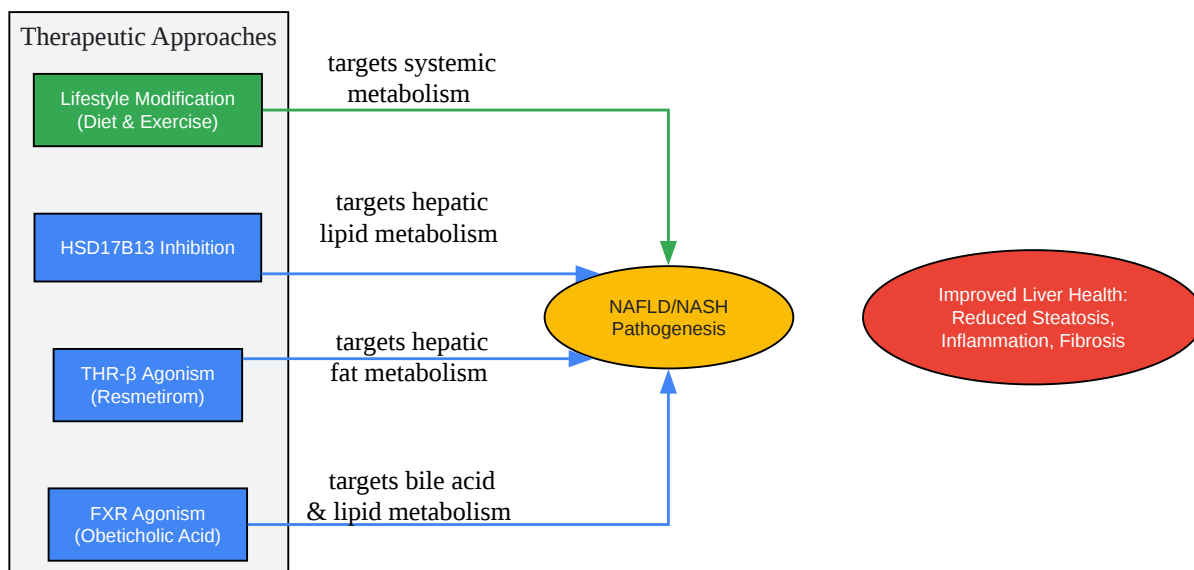 Therapeutic Approaches
Lifestyle Modification
(Diet & Exercise)
targets systemic
metabolism
HSD17B13 Inhibition
targets hepatic
lipid metabolism
THR-β Agonism
(Resmetirom)
targets hepatic
fat metabolism
FXR Agonism
(Obeticholic Acid)
targets bile acid
& lipid metabolism
NAFLD/NASH
Pathogenesis
Improved Liver Health:
Reduced Steatosis,
Inflammation, Fibrosis